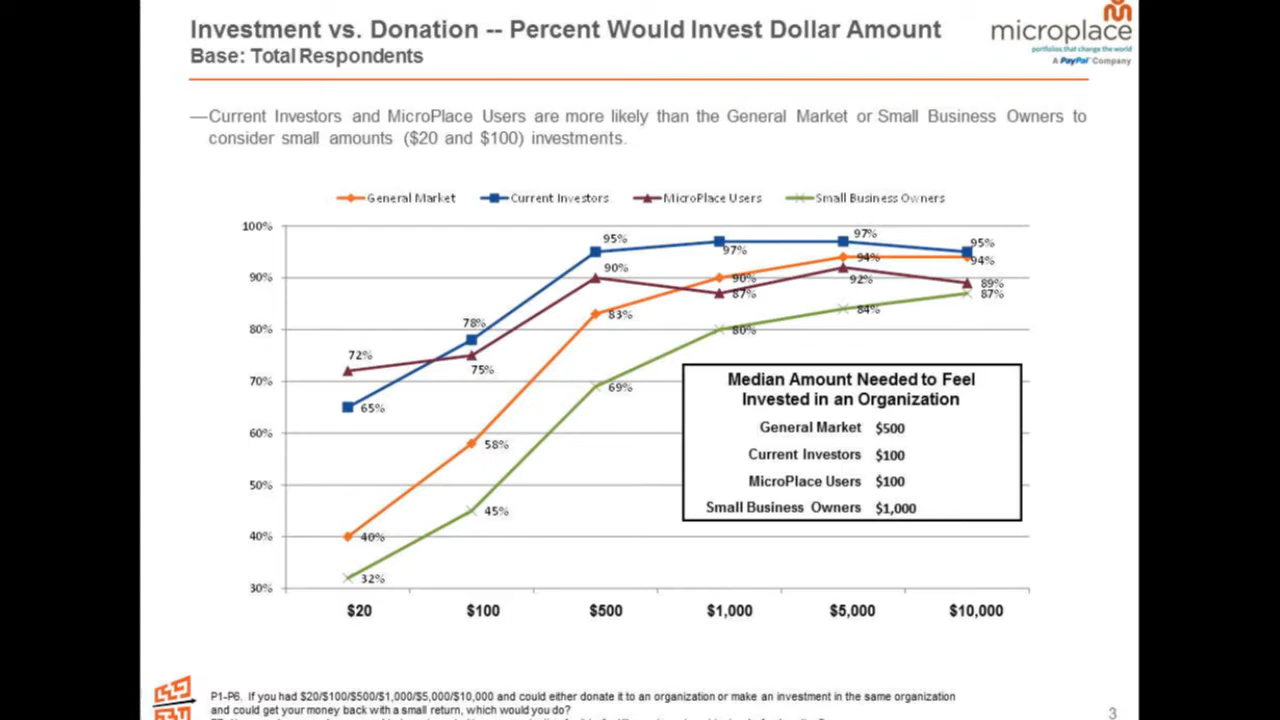 Investment vs. Donation -- Percent Would Invest Dollar Amount
Base: Total Respondents
microplace
portfolios that change the world
A PayPal Company
—Current Investors and MicroPlace Users are more likely than the General Market or Small Business Owners to
consider small amounts ($20 and $100) investments.
General Market Current Investors MicroPlace Users Small Business Owners
100%
90%
80%
70%
60%
50%
40%
30%
72%
65%
40%
32%
78%
75%
58%
45%
95%
90%
83%
69%
97%
90%
87%
80%
97%
94%
92%
84%
95%
94%
89%
87%
Median Amount Needed to Feel
Invested in an Organization
General Market $500
Current Investors $100
MicroPlace Users $100
Small Business Owners $1,000
$20 $100 $500 $1,000 $5,000 $10,000
P1-P6. If you had $20/$100/$500/$1,000/$5,000/$10,000 and could either donate it to an organization or make an investment in the same organization
and could get your money back with a small return, which would you do?
3